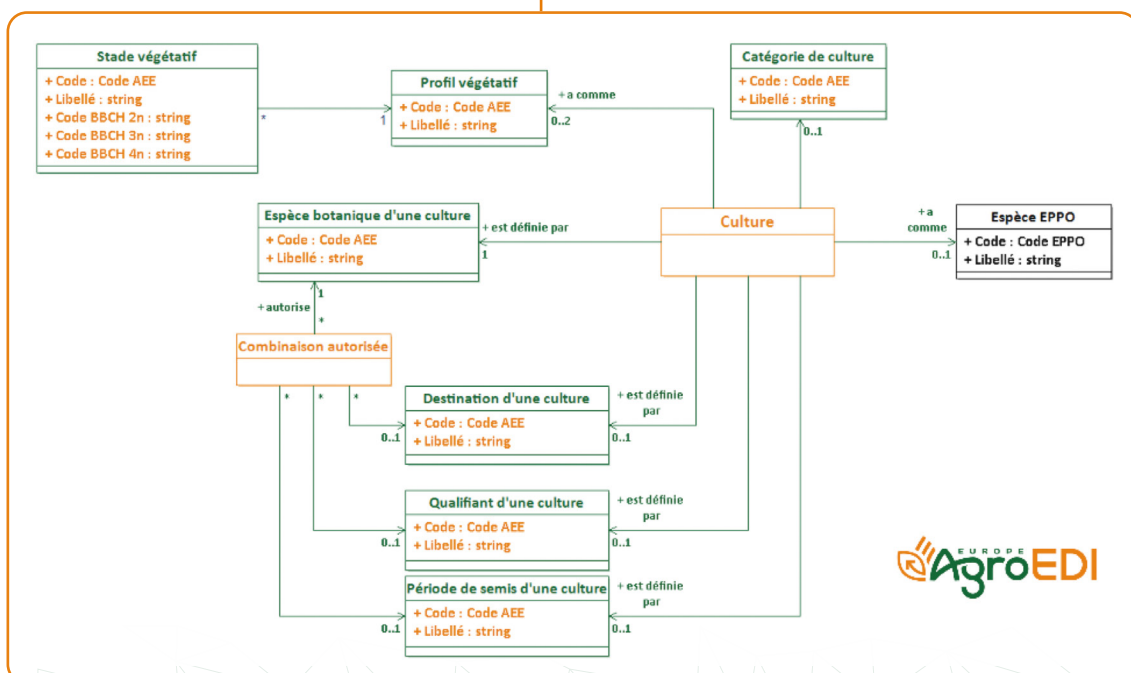 Stade végétatif
+ Code : Code AEE
+ Libellé : string
+ Code BBCH 2n : string
+ Code BBCH 3n : string
+ Code BBCH 4n : string
*
1
Profil végétatif
+ Code : Code AEE
+ Libellé : string
+ a comme
0..2
Catégorie de culture
+ Code : Code AEE
+ Libellé : string
0..1
Espèce botanique d'une culture
+ Code : Code AEE
+ Libellé : string
+ est définie par
1
Culture
+ a
comme
0..1
Espèce EPPO
+ Code : Code EPPO
+ Libellé : string
1
+ autorise
*
Combinaison autorisée
*
*
*
Destination d'une culture
+ Code : Code AEE
+ Libellé : string
0..1
+ est définie
par
0..1
Qualifiant d'une culture
+ Code : Code AEE
+ Libellé : string
0..1
+ est définie
par
0..1
Période de semis d'une culture
+ Code : Code AEE
+ Libellé : string
0..1
+ est définie
par
0..1
EUROPE
AgroEDI